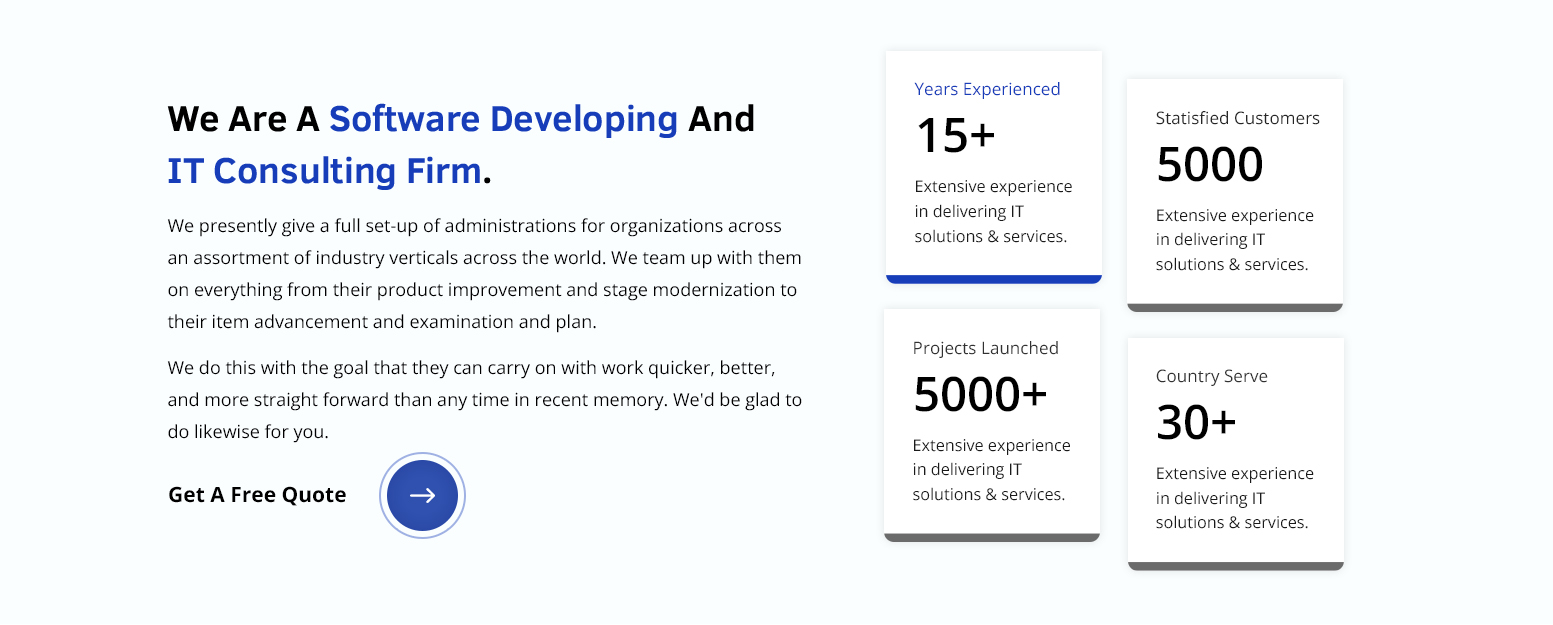 We Are A Software Developing And
IT Consulting Firm.
We presently give a full set-up of administrations for organizations across
an assortment of industry verticals across the world. We team up with them
on everything from their product improvement and stage modernization to
their item advancement and examination and plan.
We do this with the goal that they can carry on with work quicker, better,
and more straight forward than any time in recent memory. We'd be glad to
do likewise for you.
Get A Free Quote
Years Experienced
15+
Extensive experience
in delivering IT
solutions & services.
Statisfied Customers
5000
Extensive experience
in delivering IT
solutions & services.
Projects Launched
5000+
Extensive experience
in delivering IT
solutions & services.
Country Serve
30+
Extensive experience
in delivering IT
solutions & services.